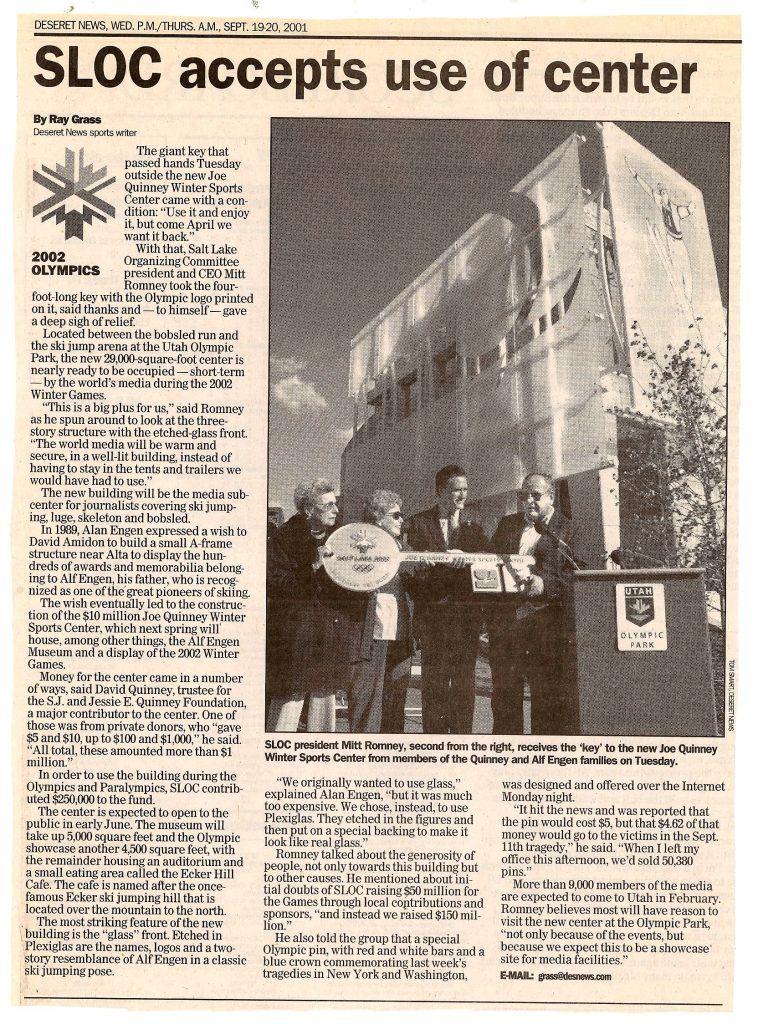 DESERET NEWS, WED. P.M./THURS. A.M., SEPT. 19-20, 2001
SLOC accepts use of center
By Ray Grass
Deseret News sports writer
2002
OLYMPICS
The giant key that
passed hands Tuesday
outside the new Joe
Quinney Winter Sports
Center came with a con-
dition: “Use it and enjoy
it, but come April we
want it back.”
With that, Salt Lake
Organizing Committee
president and CEO Mitt
Romney took the four-
foot-long key with the Olympic logo printed
on it, said thanks and — to himself — gave
a deep sigh of relief.
Located between the bobsled run and
the ski jump arena at the Utah Olympic
Park, the new 29,000-square-foot center is
nearly ready to be occupied — short-term
— by the world's media during the 2002
Winter Games.
“This is a big plus for us,” said Romney
as he spun around to look at the three-
story structure with the etched-glass front.
“The world media will be warm and
secure, in a well-lit building, instead of
having to stay in the tents and trailers we
would have had to use.”
The new building will be the media sub-
center for journalists covering ski jump-
ing, luge, skeleton and bobsled.
In 1989, Alan Engen expressed a wish to
David Amidon to build a small A-frame
structure near Alta to display the hun-
dreds of awards and memorabilia belong-
ing to Alf Engen, his father, who is recog-
nized as one of the great pioneers of skiing.
The wish eventually led to the construc-
tion of the $10 million Joe Quinney Winter
Sports Center, which next spring will
house, among other things, the Alf Engen
Museum and a display of the 2002 Winter
Games.
Money for the center came in a number
of ways, said David Quinney, trustee for
the S.J. and Jessie E. Quinney Foundation,
a major contributor to the center. One of
those was from private donors, who “gave
$5 and $10, up to $100 and $1,000,” he said.
“All total, these amounted more than $1
million.”
In order to use the building during the
Olympics and Paralympics, SLOC contrib-
uted $250,000 to the fund.
The center is expected to open to the
public in early June. The museum will
take up 5,000 square feet and the Olympic
showcase another 4,500 square feet, with
the remainder housing an auditorium and
a small eating area called the Ecker Hill
Cafe. The cafe is named after the once-
famous Ecker ski jumping hill that is
located over the mountain to the north.
The most striking feature of the new
building is the “glass” front. Etched in
Plexiglas are the names, logos and a two-
story resemblance of Alf Engen in a classic
ski jumping pose.
SALT LAKE 2002
JOE QUINNEY WINTER SPORTS CENTER
UTAH
OLYMPIC
PARK
TOM SMART, DESERET NEWS
SLOC president Mitt Romney, second from the right, receives the ‘key’ to the new Joe Quinney
Winter Sports Center from members of the Quinney and Alf Engen families on Tuesday.
“We originally wanted to use glass,”
explained Alan Engen, “but it was much
too expensive. We chose, instead, to use
Plexiglas. They etched in the figures and
then put on a special backing to make it
look like real glass.”
Romney talked about the generosity of
people, not only towards this building but
to other causes. He mentioned about ini-
tial doubts of SLOC raising $50 million for
the Games through local contributions and
sponsors, “and instead we raised $150 mil-
lion.”
He also told the group that a special
Olympic pin, with red and white bars and a
blue crown commemorating last week's
tragedies in New York and Washington,
was designed and offered over the Internet
Monday night.
“It hit the news and was reported that
the pin would cost $5, but that $4.62 of that
money would go to the victims in the Sept.
11th tragedy,” he said. “When I left my
office this afternoon, we'd sold 50,380
pins.”
More than 9,000 members of the media
are expected to come to Utah in February.
Romney believes most will have reason to
visit the new center at the Olympic Park,
“not only because of the events, but
because we expect this to be a showcase
site for media facilities.”
E-MAIL: grass@desnews.com